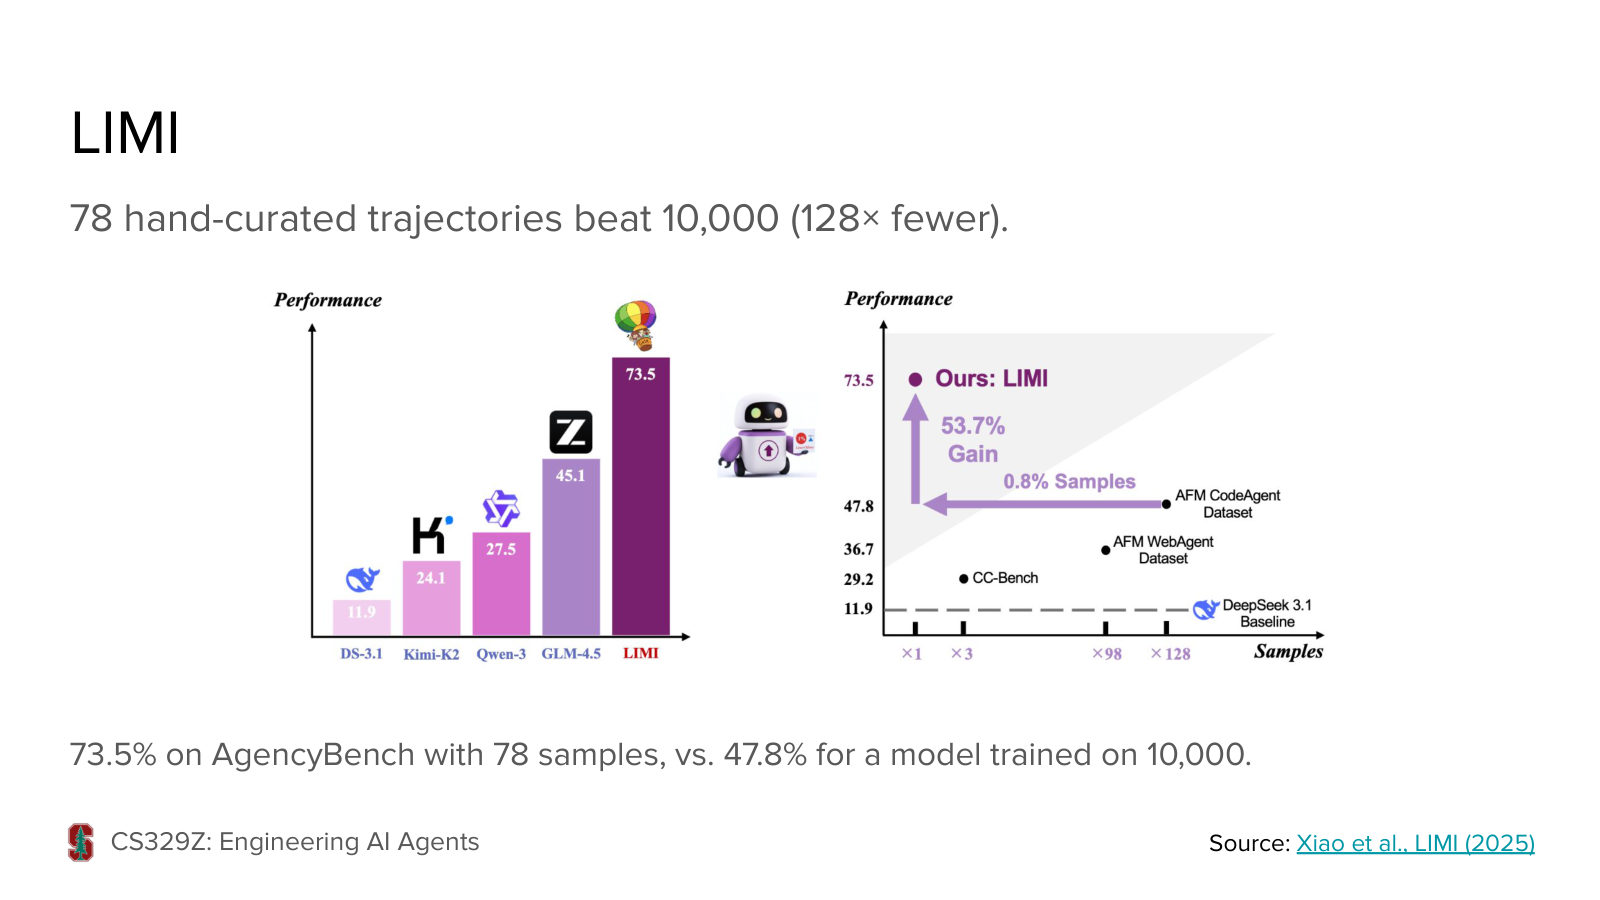 LIMI
78 hand-curated trajectories beat 10,000 (128× fewer).
Performance
73.5
45.1
27.5
24.1
11.9
DS-3.1
Kimi-K2
Qwen-3
GLM-4.5
LIMI
Performance
73.5
Ours: LIMI
53.7%
Gain
0.8% Samples
47.8
AFM CodeAgent
Dataset
36.7
AFM WebAgent
Dataset
29.2
CC-Bench
11.9
DeepSeek 3.1
Baseline
×1
×3
×98
×128
Samples
73.5% on AgencyBench with 78 samples, vs. 47.8% for a model trained on 10,000.
CS329Z: Engineering AI Agents
Source: Xiao et al., LIMI (2025)